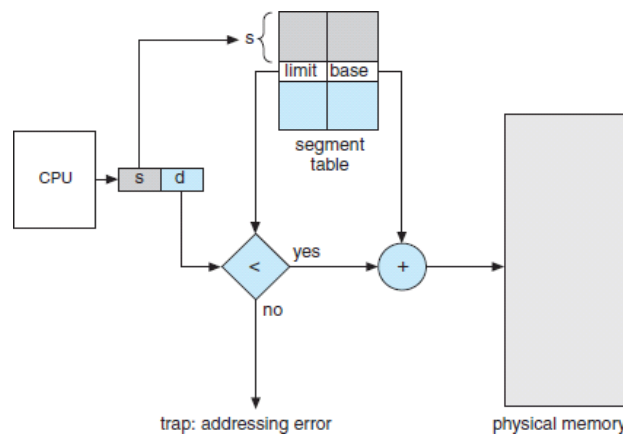 s
limit base
segment
table
CPU
s d
< yes +
no
trap: addressing error physical memory